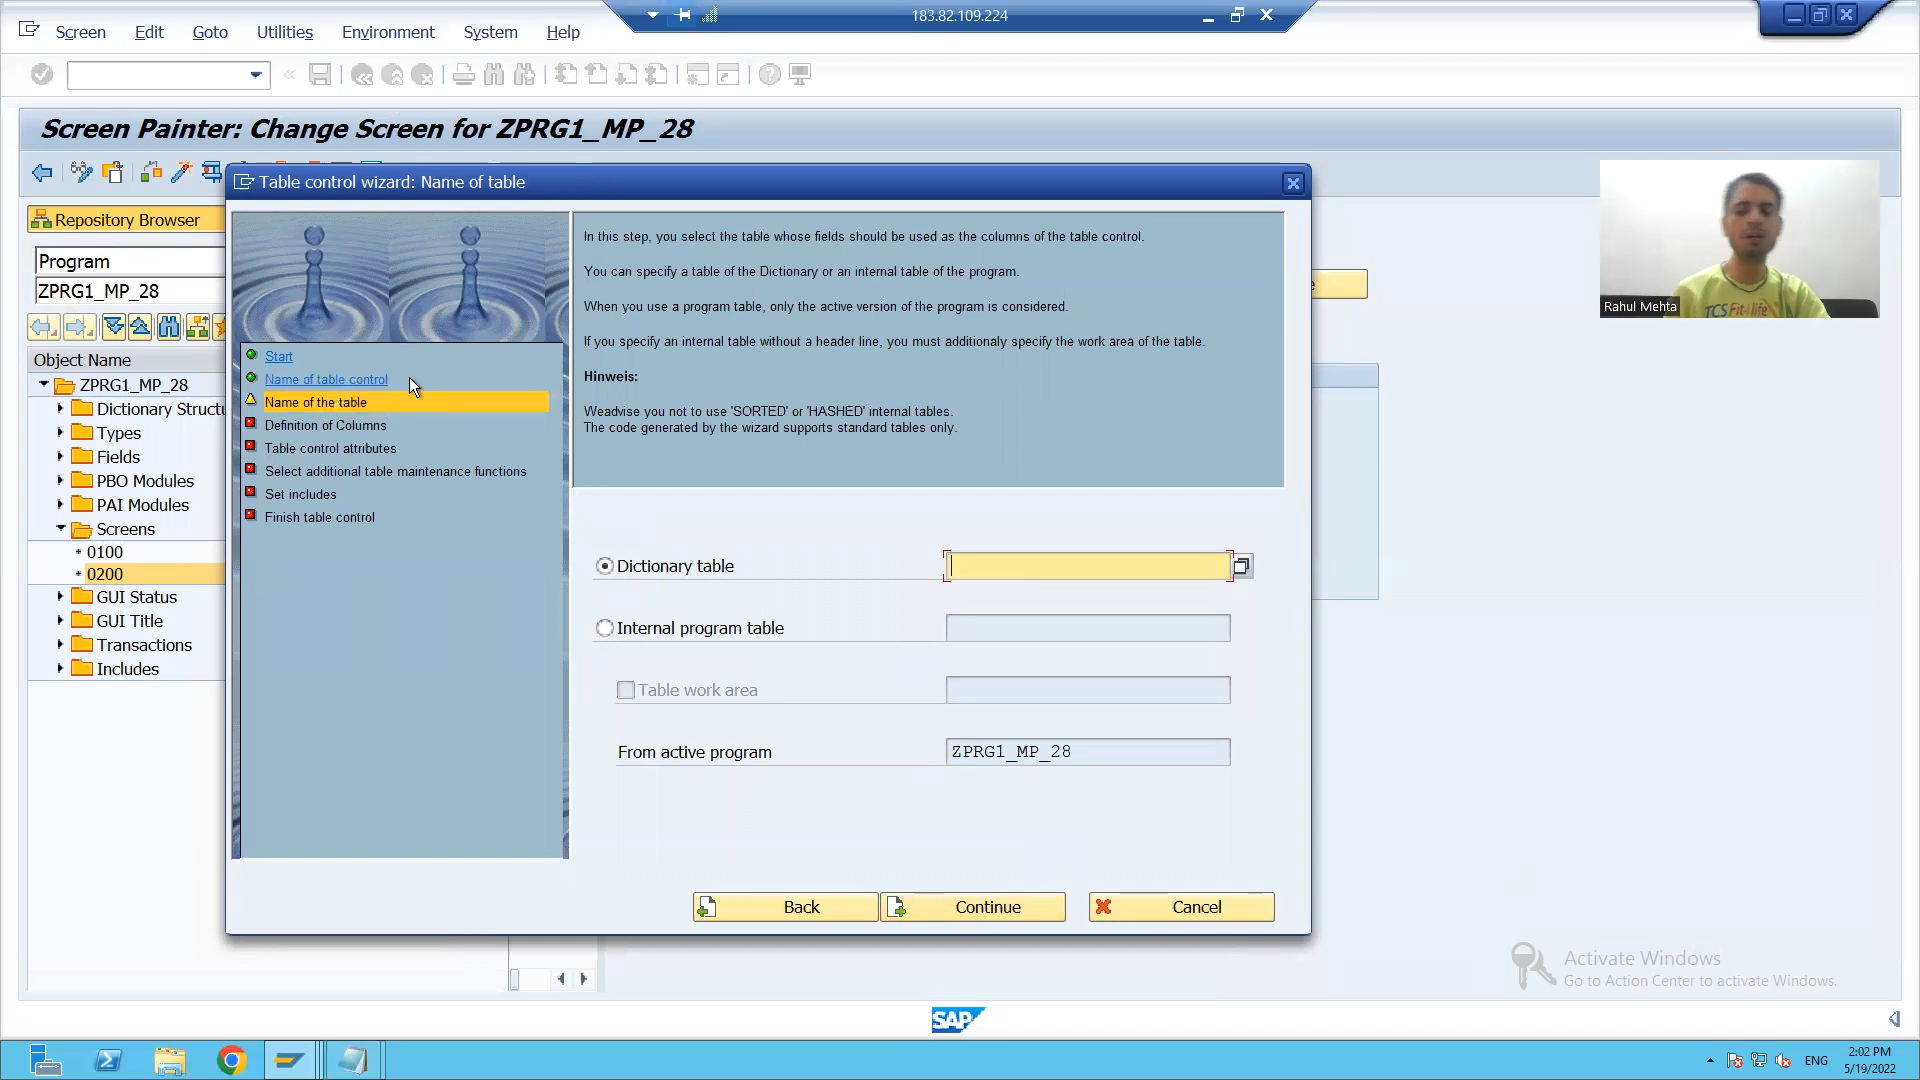 183.82.109.224
Screen Edit Goto Utilities Environment System Help
Screen Painter: Change Screen for ZPRG1_MP_28
Table control wizard: Name of table
Repository Browser
Program
ZPRG1_MP_28
Object Name
ZPRG1_MP_28
Dictionary Structu
Types
Fields
PBO Modules
PAI Modules
Screens
0100
0200
GUI Status
GUI Title
Transactions
Includes
Start
Name of table control
Name of the table
Definition of Columns
Table control attributes
Select additional table maintenance functions
Set includes
Finish table control
In this step, you select the table whose fields should be used as the columns of the table control.
You can specify a table of the Dictionary or an internal table of the program.
When you use a program table, only the active version of the program is considered.
If you specify an internal table without a header line, you must additionaly specify the work area of the table.
Hinweis:
Weadvise you not to use 'SORTED' or 'HASHED' internal tables.
The code generated by the wizard supports standard tables only.
Dictionary table
Internal program table
Table work area
From active program ZPRG1_MP_28
Back Continue Cancel
Rahul Mehta
TCS Fit4life
Activate Windows
Go to Action Center to activate Windows.
SAP
ENG
2:02 PM
5/19/2022